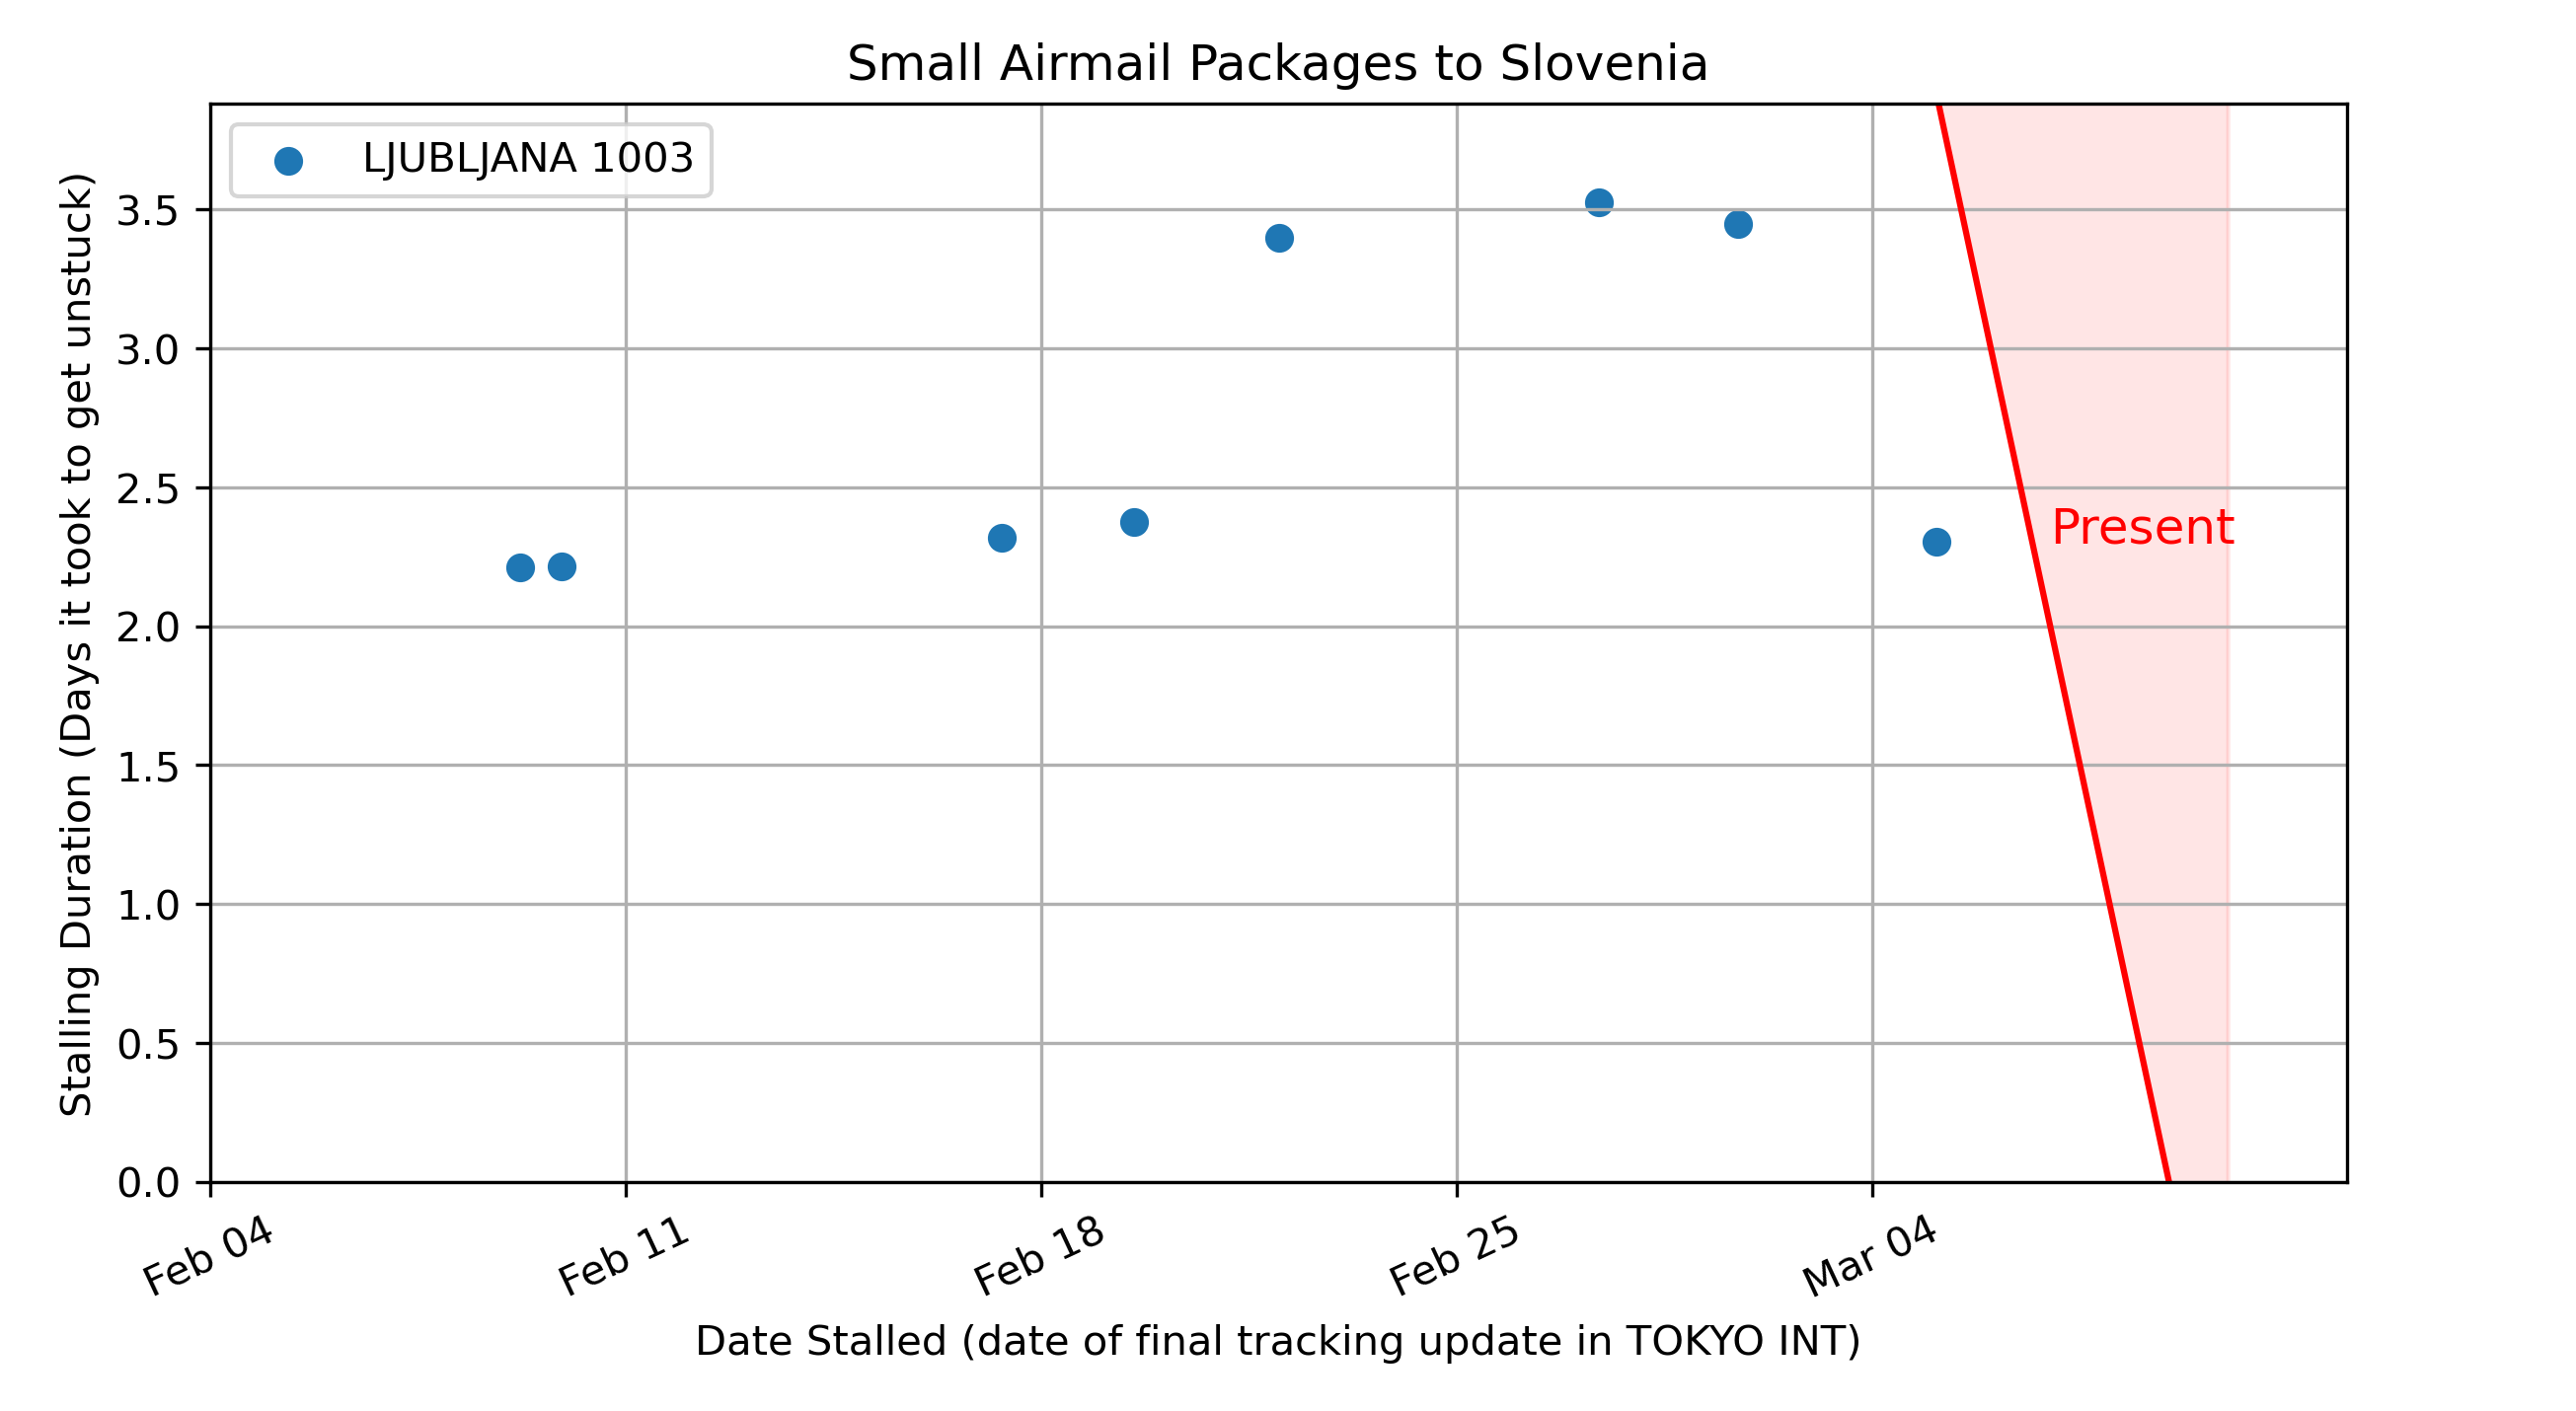 Small Airmail Packages to Slovenia
LJUBLJANA 1003
Stalling Duration (Days it took to get unstuck)
3.5
3.0
2.5
2.0
1.5
1.0
0.5
0.0
Present
Feb 04
Feb 11
Feb 18
Feb 25
Mar 04
Date Stalled (date of final tracking update in TOKYO INT)